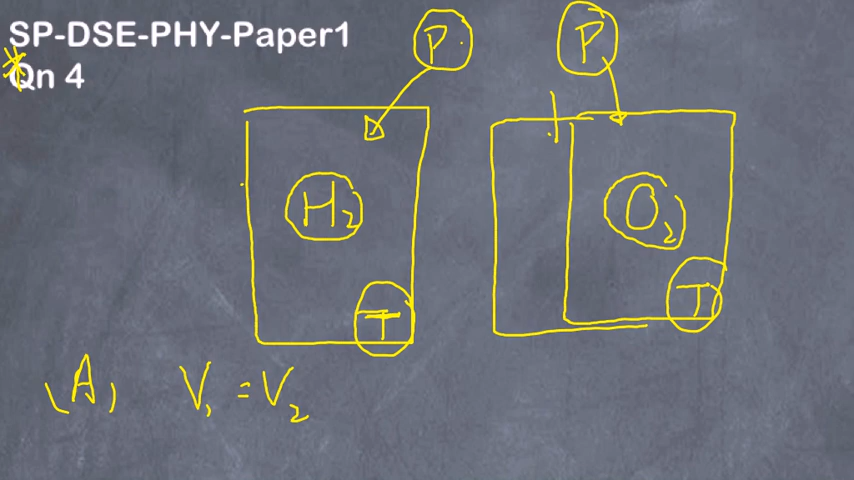 SP-DSE-PHY-Paper1
*Qn 4
P P
H₂ O₂
T T
(A) V₁ = V₂